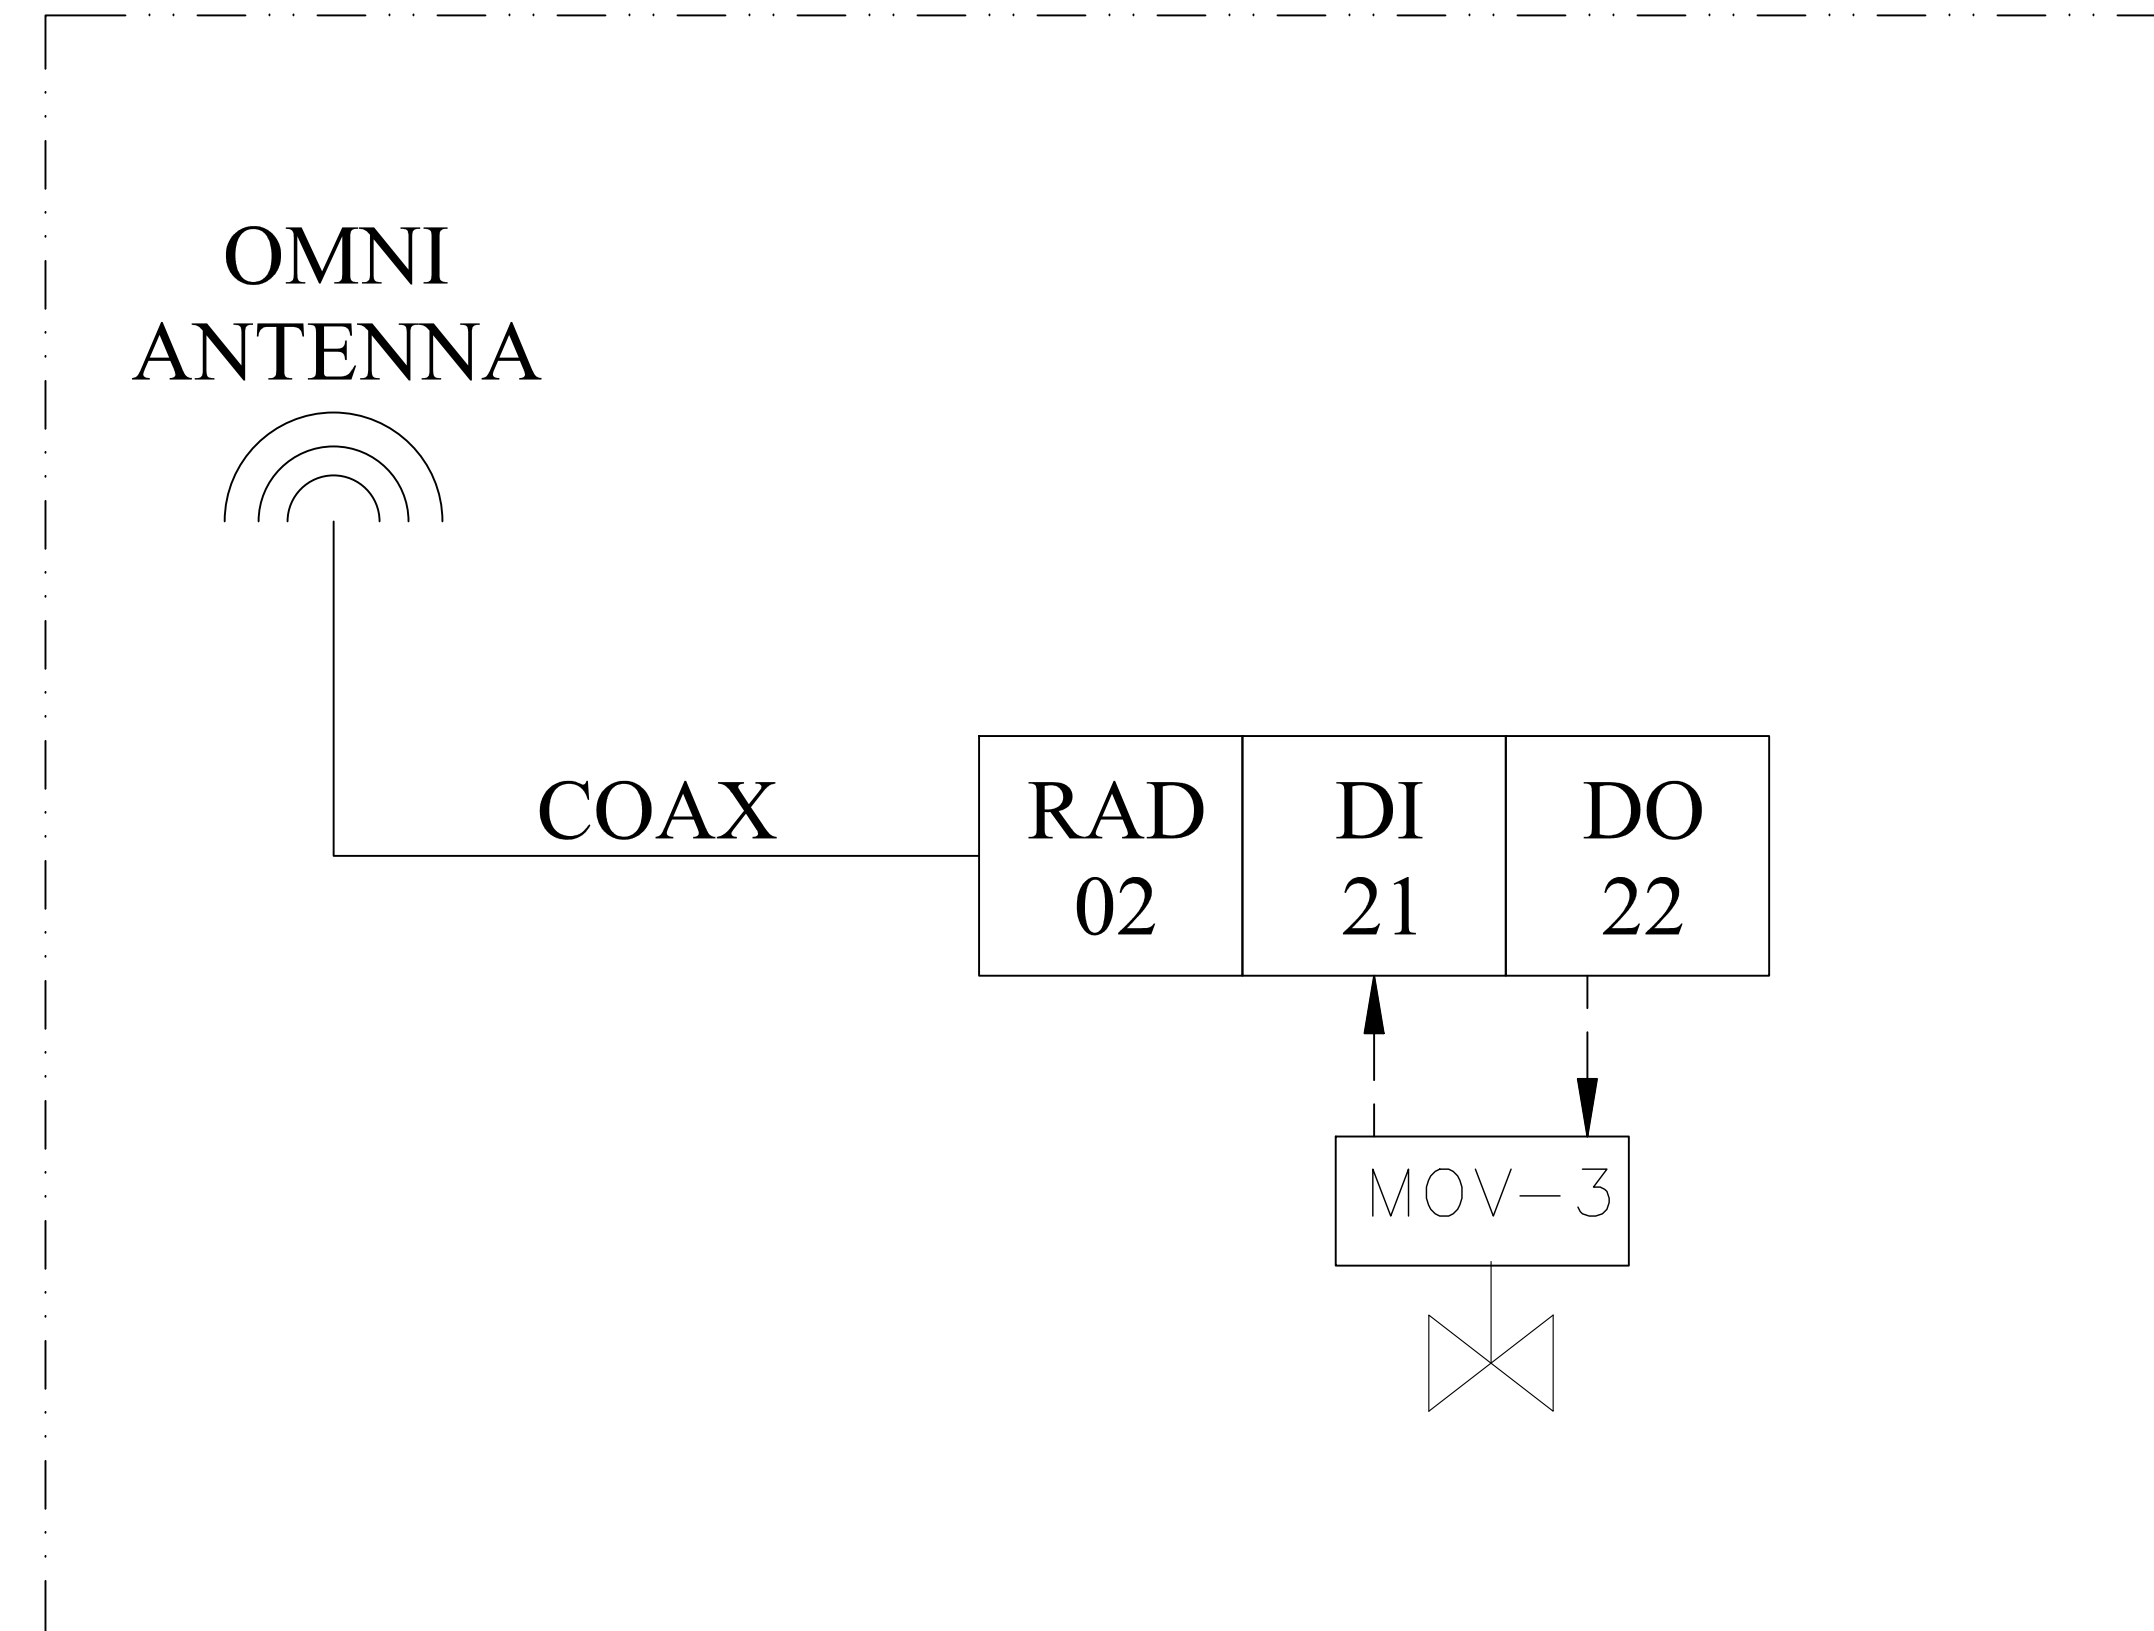 OMNI
ANTENNA
COAX
RAD
02
DI
21
DO
22
MOV-3